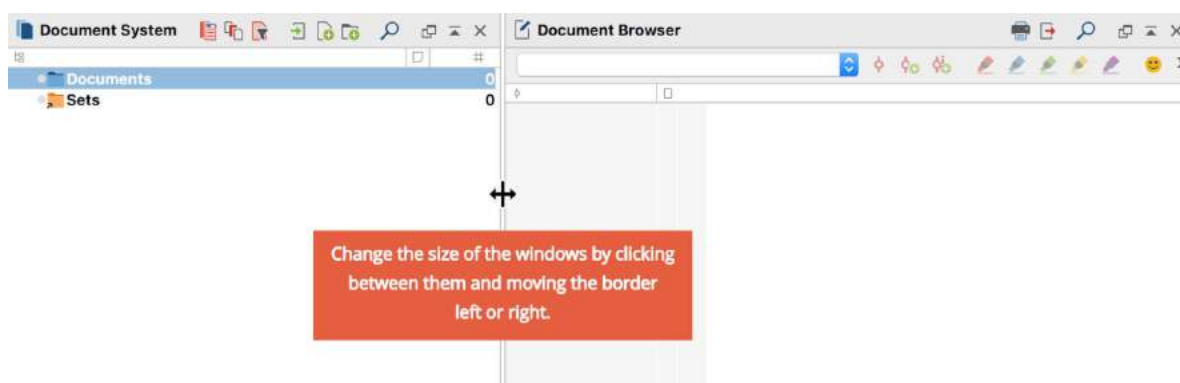 Document System
Document Browser
#
Documents 0
Sets 0
Change the size of the windows by clicking
between them and moving the border
left or right.